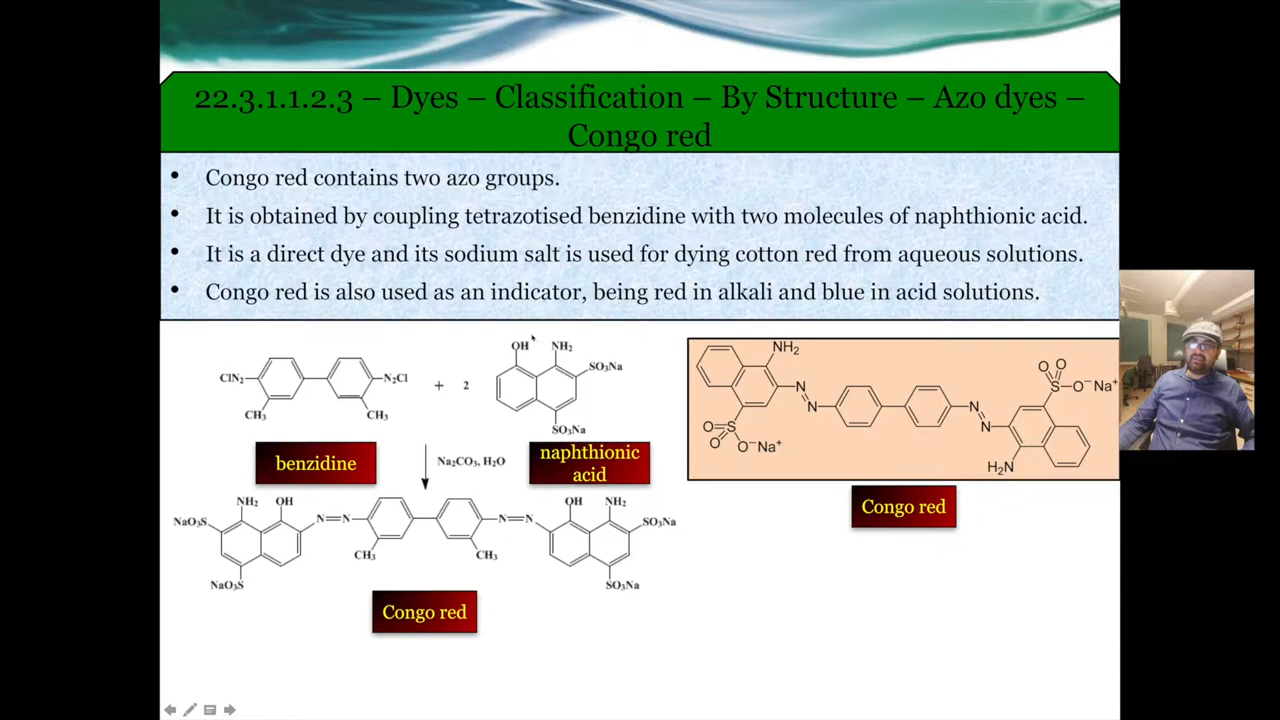 22.3.1.1.2.3 – Dyes – Classification – By Structure – Azo dyes –
Congo red
• Congo red contains two azo groups.
• It is obtained by coupling tetrazotised benzidine with two molecules of naphthionic acid.
• It is a direct dye and its sodium salt is used for dying cotton red from aqueous solutions.
• Congo red is also used as an indicator, being red in alkali and blue in acid solutions.
ClN₂ N₂Cl
CH₃ CH₃
+ 2
OH NH₂
SO₃Na
SO₃Na
benzidine
Na₂CO₃, H₂O
naphthionic
acid
NH₂ OH
NaO₃S
N N
NaO₃S
CH₃ CH₃
N N
OH NH₂
SO₃Na
SO₃Na
Congo red
NH₂
N
N
O S
O O⁻Na⁺
N
N
O O
S O⁻Na⁺
H₂N
Congo red